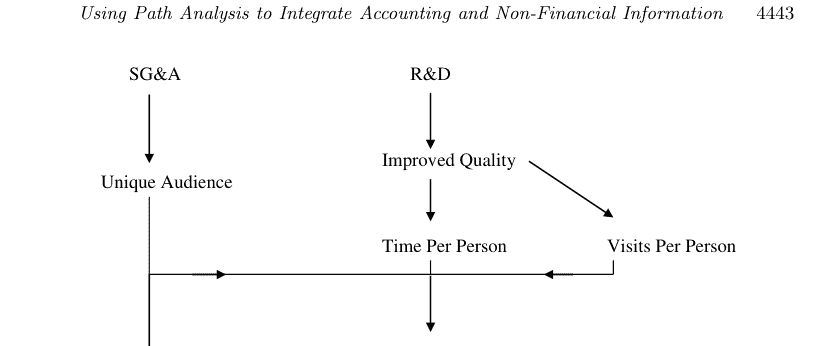 Using Path Analysis to Integrate Accounting and Non-Financial Information 4443
SG&A R&D
Improved Quality
Unique Audience
Time Per Person Visits Per Person